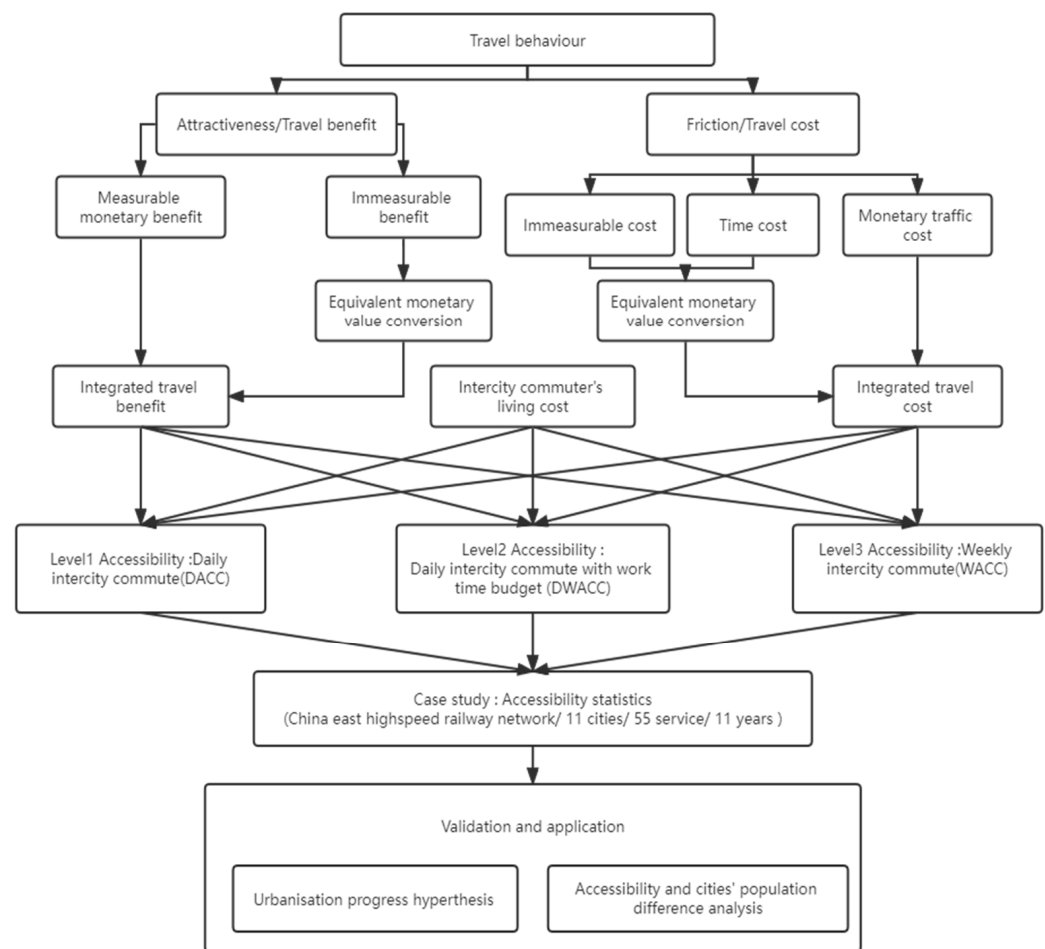 Travel behaviour
Attractiveness/Travel benefit
Friction/Travel cost
Measurable
monetary benefit
Immeasurable
benefit
Immeasurable cost
Time cost
Monetary traffic
cost
Equivalent monetary
value conversion
Equivalent monetary
value conversion
Integrated travel
benefit
Intercity commuter's
living cost
Integrated travel
cost
Level1 Accessibility :Daily
intercity commute(DACC)
Level2 Accessibility :
Daily intercity commute with work
time budget (DWACC)
Level3 Accessibility :Weekly
intercity commute(WACC)
Case study : Accessibility statistics
(China east highspeed railway network/ 11 cities/ 55 service/ 11 years )
Validation and application
Urbanisation progress hyperthesis
Accessibility and cities' population
difference analysis